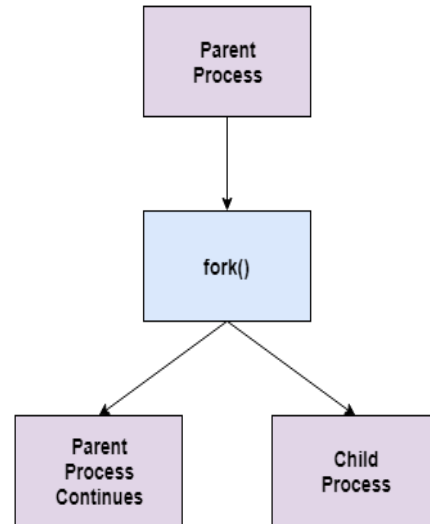 Parent
Process
fork()
Parent
Process
Continues
Child
Process